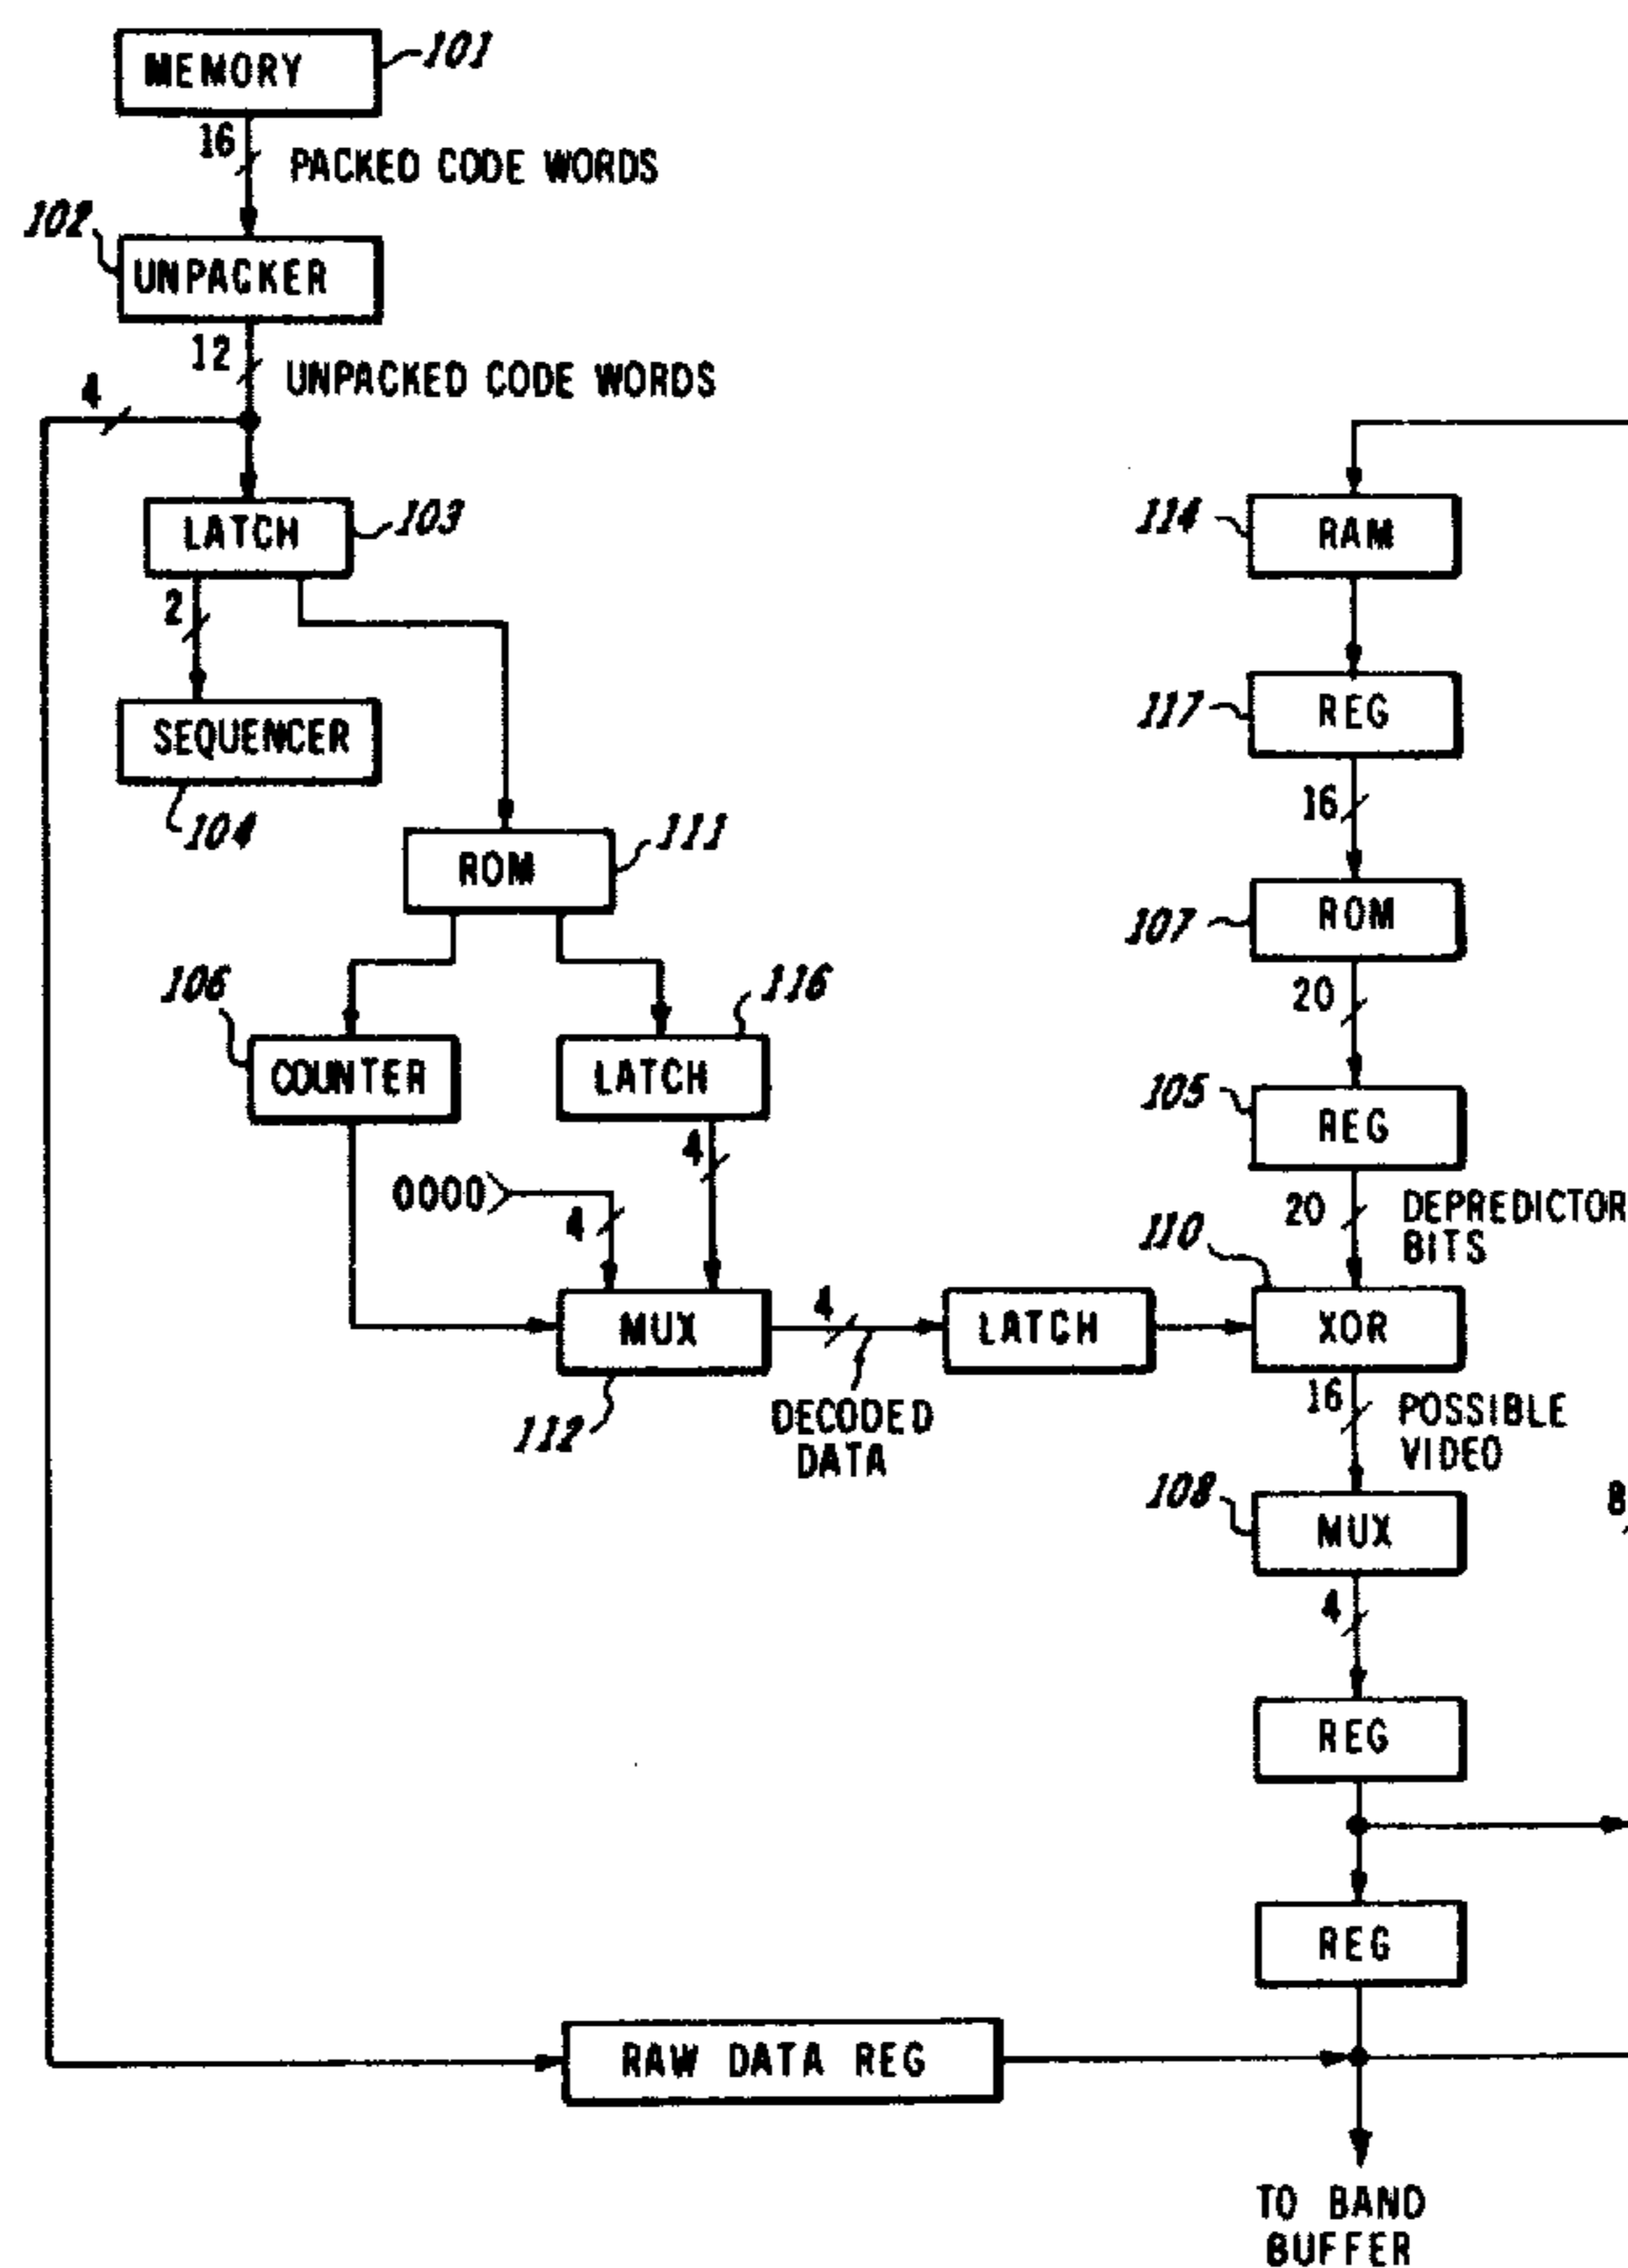 MEMORY
101
16
PACKED CODE WORDS
102
UNPACKER
12
UNPACKED CODE WORDS
4
LATCH
103
2
SEQUENCER
104
ROM
111
106
COUNTER
116
LATCH
4
0000
4
MUX
112
4
DECODED
DATA
LATCH
114
RAM
117
REG
16
107
ROM
20
105
REG
20
DEPREDICTOR
BITS
110
XOR
16
POSSIBLE
VIDEO
108
MUX
8
4
REG
REG
RAW DATA REG
TO BAND
BUFFER